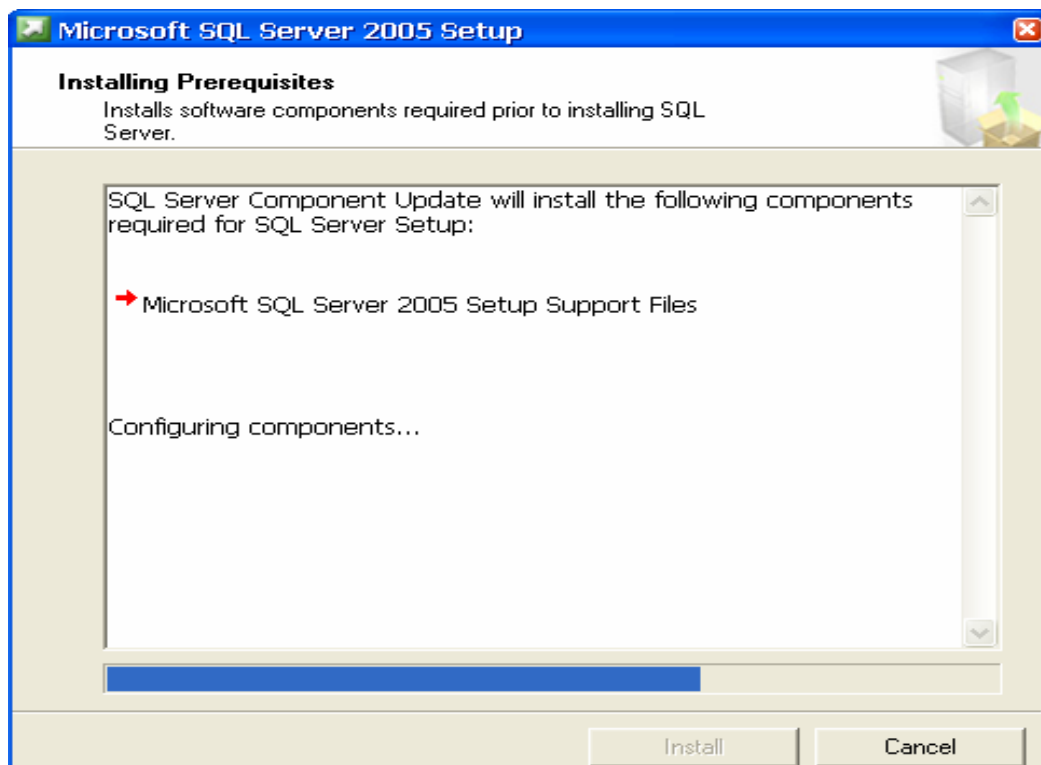 Microsoft SQL Server 2005 Setup
Installing Prerequisites
Installs software components required prior to installing SQL
Server.
SQL Server Component Update will install the following components
required for SQL Server Setup:
Microsoft SQL Server 2005 Setup Support Files
Configuring components...
Install
Cancel